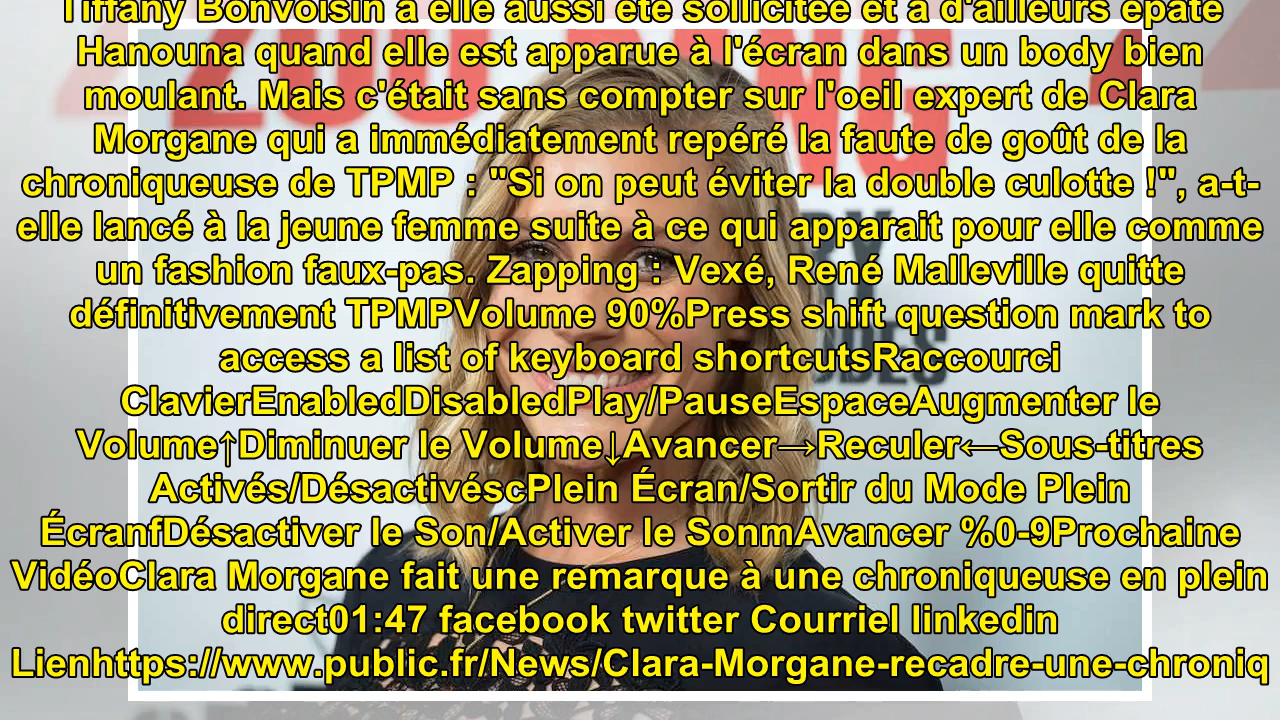 Tiffany Bonvoisin a elle aussi été sollicitée et a d'ailleurs épaté
Hanouna quand elle est apparue à l'écran dans un body bien
moulant. Mais c'était sans compter sur l'oeil expert de Clara
Morgane qui a immédiatement repéré la faute de goût de la
chroniqueuse de TPMP : "Si on peut éviter la double culotte !", a-t-
elle lancé à la jeune femme suite à ce qui apparait pour elle comme
un fashion faux-pas. Zapping : Vexé, René Malleville quitte
définitivement TPMPVolume 90%Press shift question mark to
access a list of keyboard shortcutsRaccourci
ClavierEnabledDisabledPlay/PauseEspaceAugmenter le
Volume↑Diminuer le Volume↓Avancer→Reculer←Sous-titres
Activés/DésactivéscPlein Écran/Sortir du Mode Plein
ÉcranfDésactiver le Son/Activer le SonmAvancer %0-9Prochaine
VidéoClara Morgane fait une remarque à une chroniqueuse en plein
direct01:47 facebook twitter Courriel linkedin
Lienhttps://www.public.fr/News/Clara-Morgane-recadre-une-chroniq